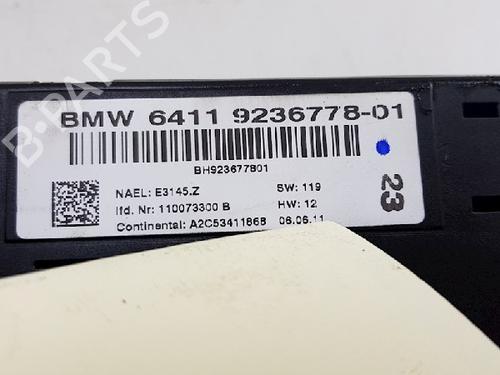 B-PARTS
BMW 6411 9236778-01
BH923677801
NAEL: E3145.Z
SW: 119
lfd. Nr: 110073300 B
HW: 12
Continental: A2C53411868
06.06.11
23